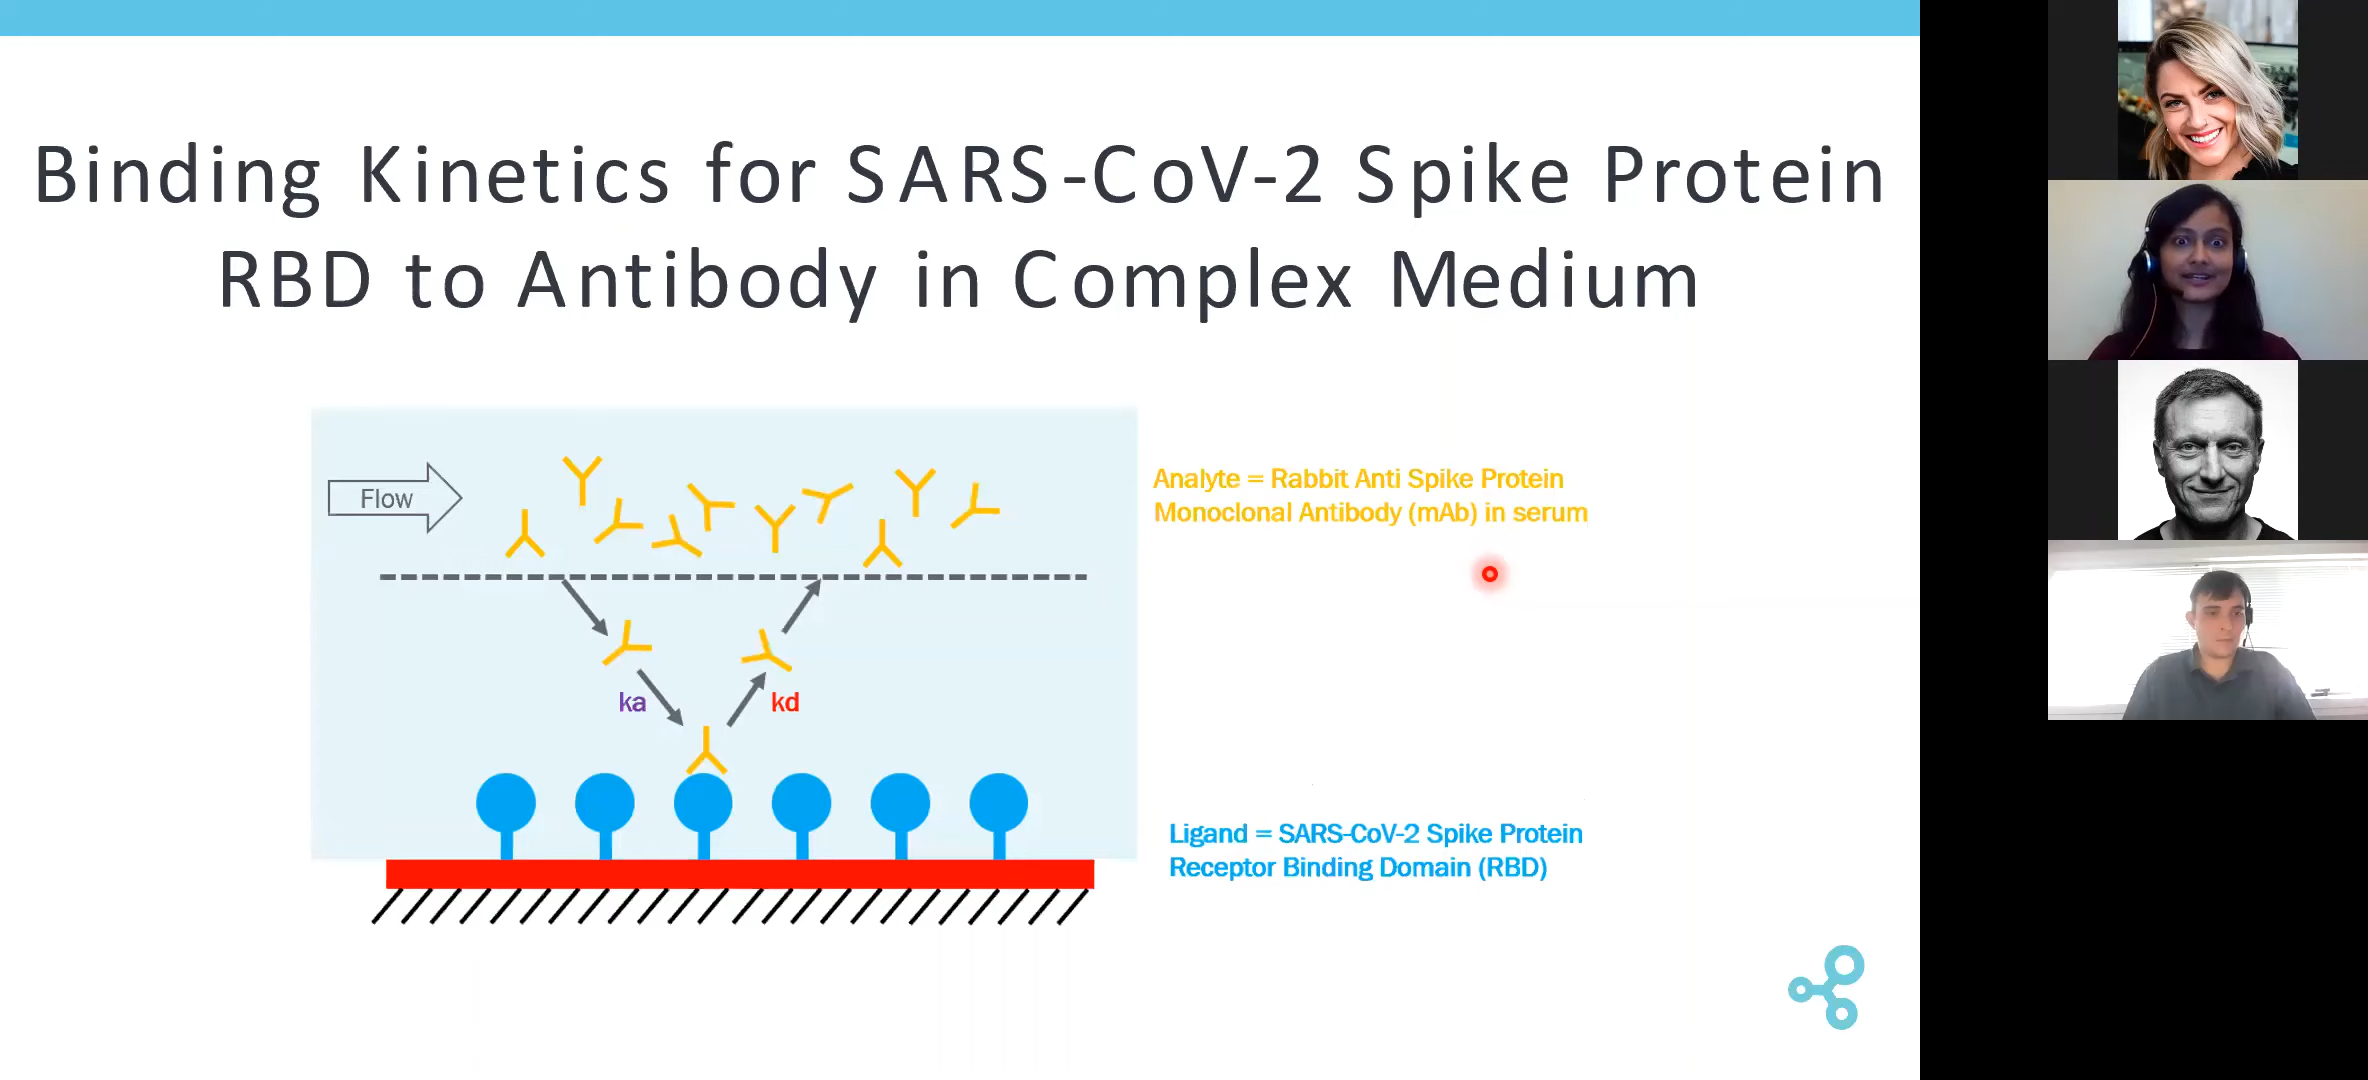 Binding Kinetics for SARS-CoV-2 Spike Protein
RBD to Antibody in Complex Medium
Flow
Analyte = Rabbit Anti Spike Protein
Monoclonal Antibody (mAb) in serum
ka
kd
Ligand = SARS-CoV-2 Spike Protein
Receptor Binding Domain (RBD)